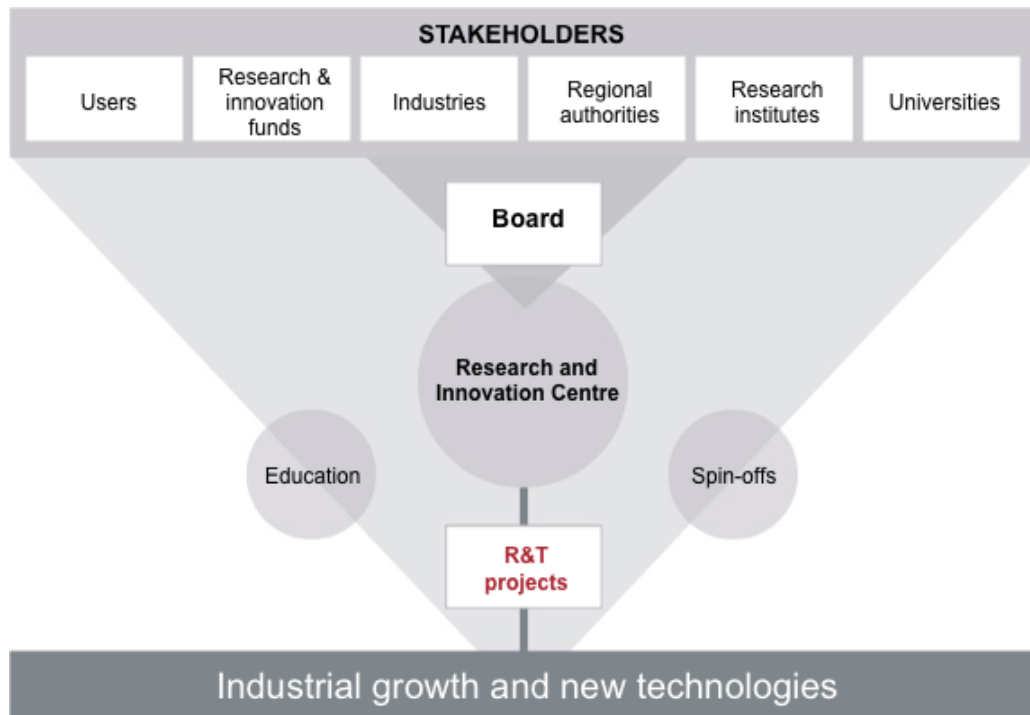 STAKEHOLDERS
Users
Research &
innovation
funds
Industries
Regional
authorities
Research
institutes
Universities
Board
Research and
Innovation Centre
Education
Spin-offs
R&T
projects
Industrial growth and new technologies